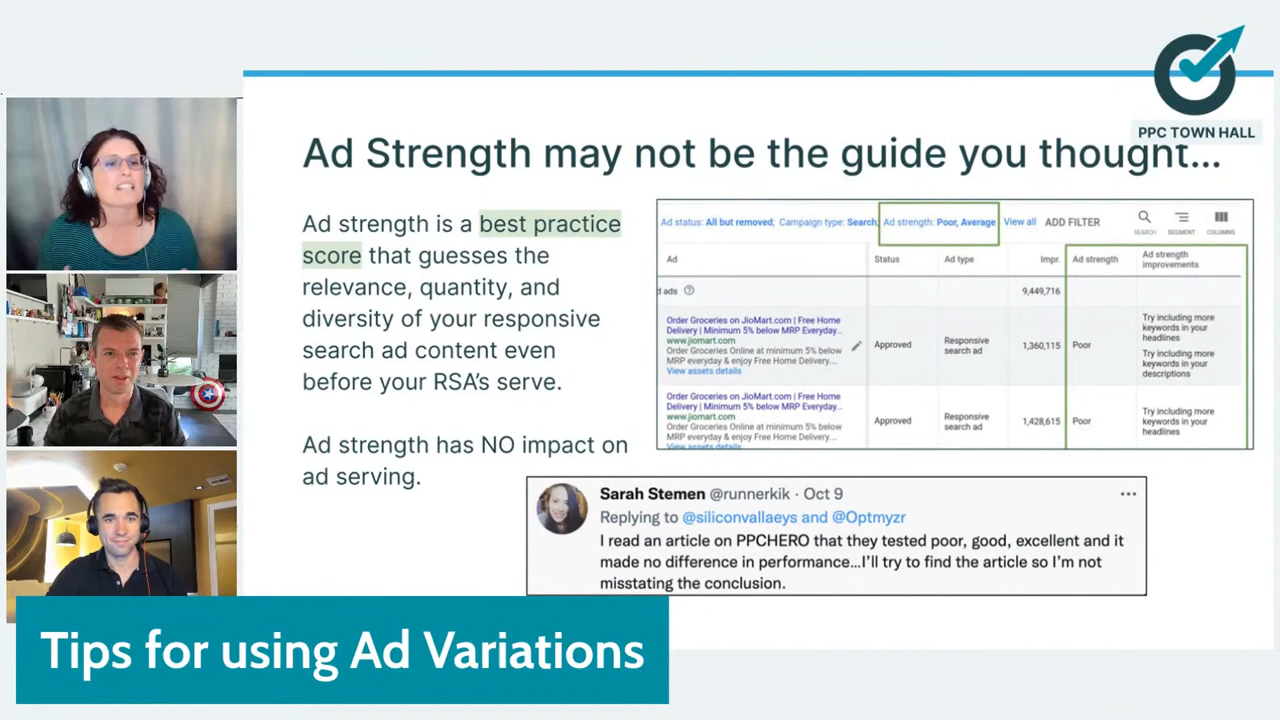 PPC TOWN HALL
Ad Strength may not be the guide you thought...
Ad strength is a best practice
score that guesses the
relevance, quantity, and
diversity of your responsive
search ad content even
before your RSA's serve.
Ad strength has NO impact on
ad serving.
Ad status: All but removed; Campaign type: Search; Ad strength: Poor, Average View all ADD FILTER
SEARCH SEGMENT COLUMNS
Ad Status Ad type Impr. Ad strength Ad strength
improvements
d ads 9,449,716
Order Groceries on JioMart.com | Free Home
Delivery | Minimum 5% below MRP Everyday...
www.jiomart.com
Order Groceries Online at minimum 5% below
MRP everyday & enjoy Free Home Delivery....
View assets details
Approved
Responsive
search ad
1,360,115
Poor
Try including more
keywords in your
headlines
Try including more
keywords in your
descriptions
Order Groceries on JioMart.com | Free Home
Delivery | Minimum 5% below MRP Everyday...
www.jiomart.com
Order Groceries Online at minimum 5% below
MRP everyday & enjoy Free Home Delivery....
View assets details
Approved
Responsive
search ad
1,428,615
Poor
Try including more
keywords in your
headlines
Sarah Stemen @runnerkik · Oct 9
Replying to @siliconvallaeys and @Optmyzr
I read an article on PPCHERO that they tested poor, good, excellent and it
made no difference in performance...I'll try to find the article so I'm not
misstating the conclusion.
Tips for using Ad Variations